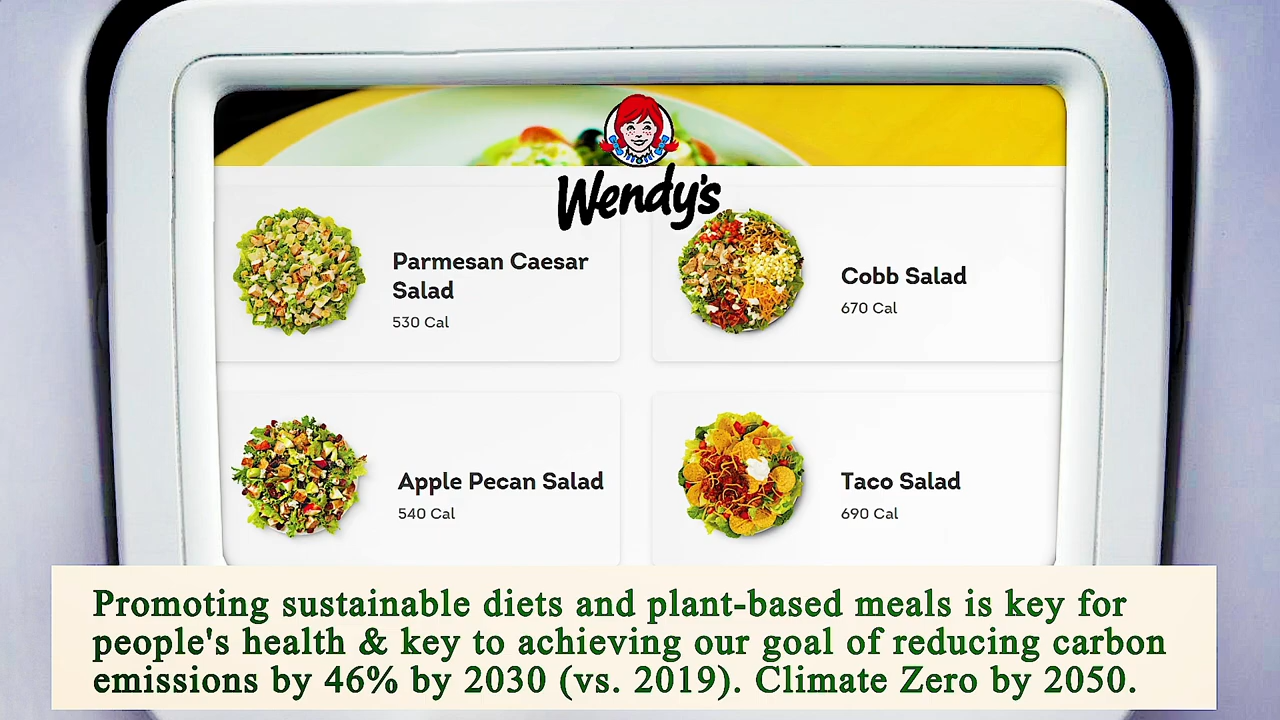 Wendy's
Parmesan Caesar
Salad
530 Cal
Cobb Salad
670 Cal
Apple Pecan Salad
540 Cal
Taco Salad
690 Cal
Promoting sustainable diets and plant-based meals is key for
people's health & key to achieving our goal of reducing carbon
emissions by 46% by 2030 (vs. 2019). Climate Zero by 2050.